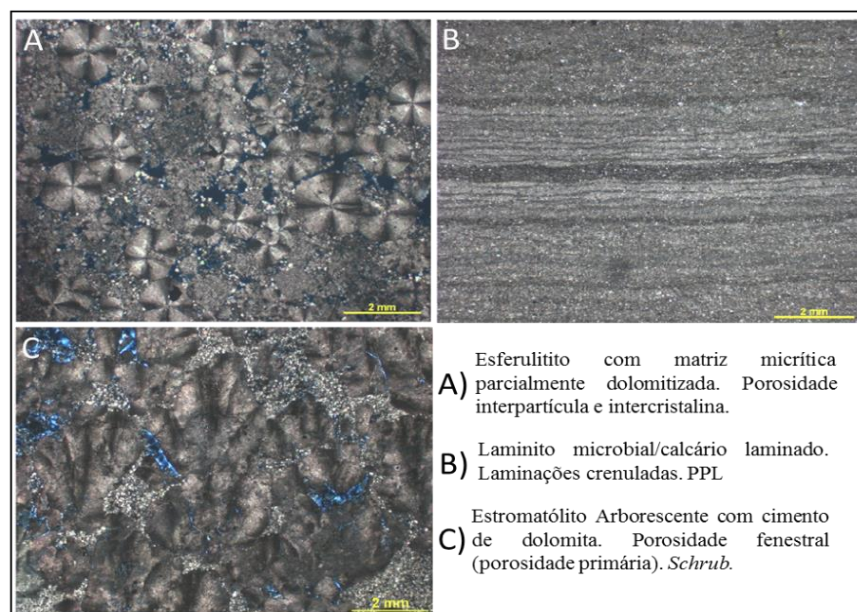 A
B
2 mm
2 mm
C
2 mm
A) Esferulitito com matriz micrítica
parcialmente dolomitizada. Porosidade
interpartícula e intercristalina.
B) Laminito microbial/calcário laminado.
Laminações crenuladas. PPL
C) Estromatólito Arborescente com cimento
de dolomita. Porosidade fenestral
(porosidade primária). Schrub.